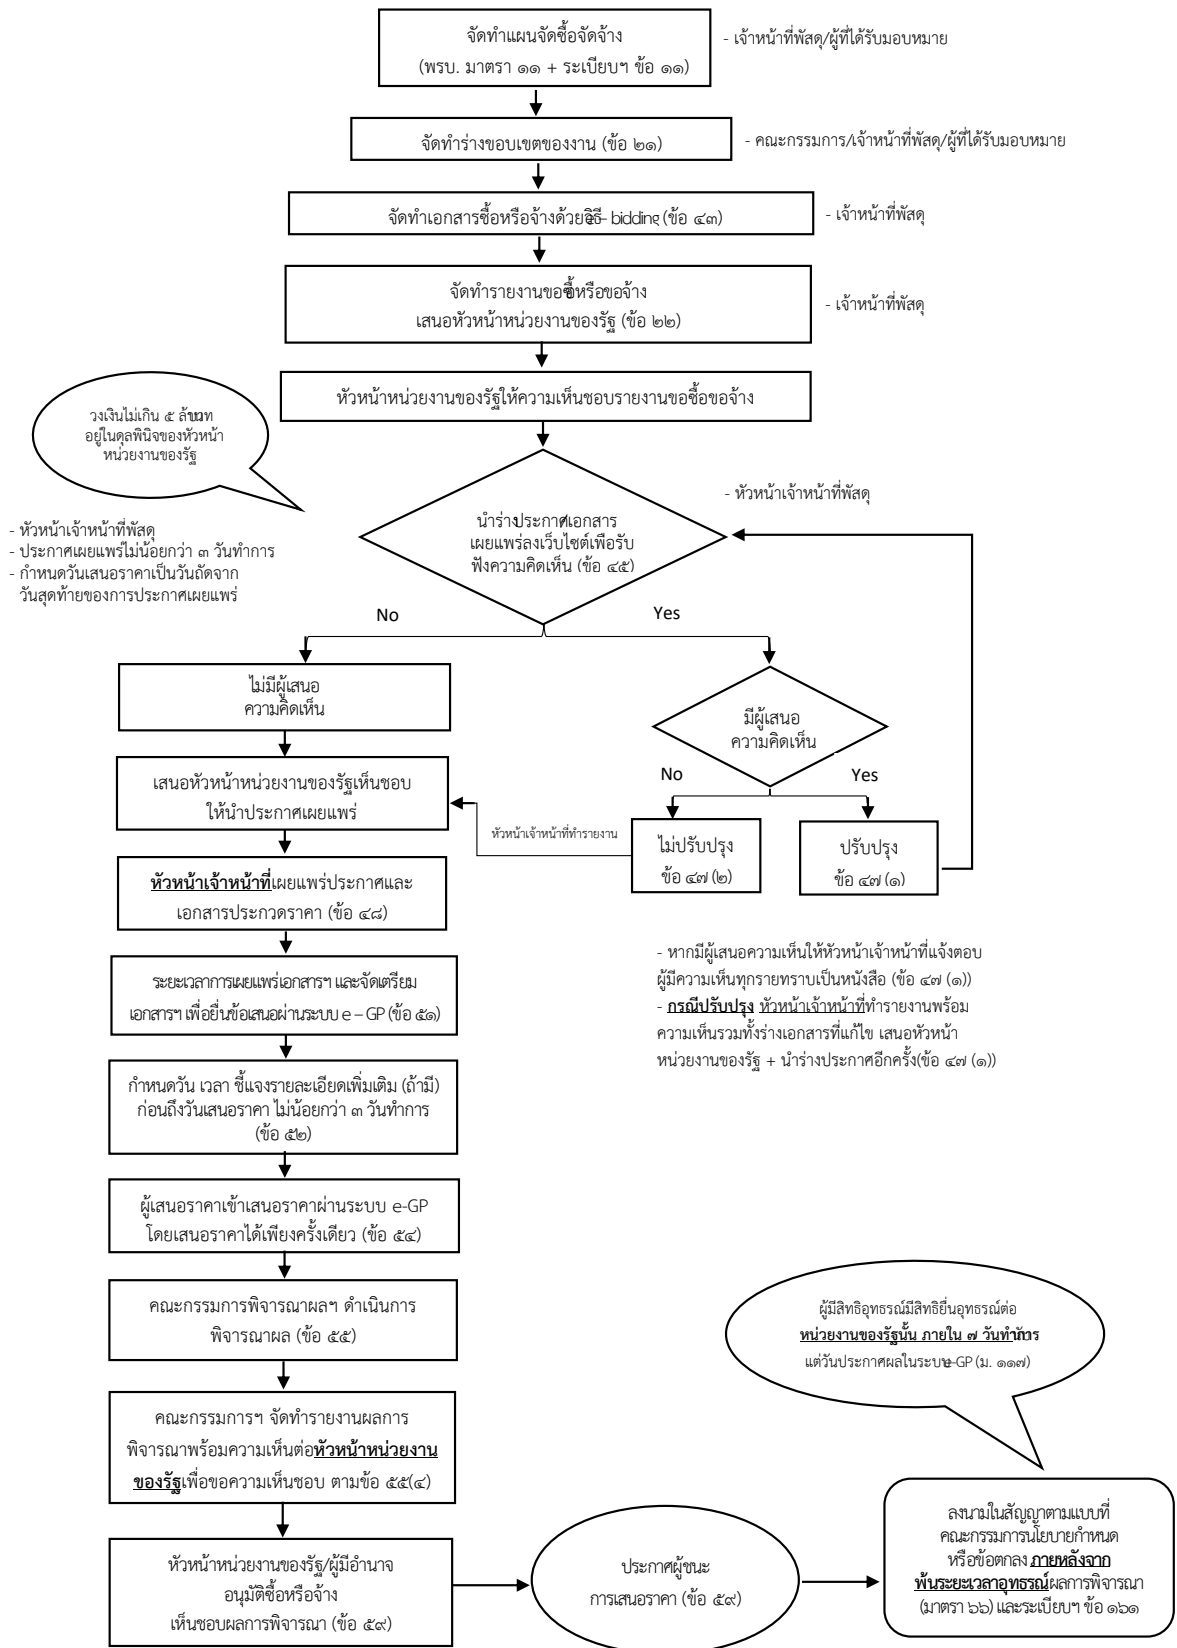 จัดทำแผนจัดซื้อจัดจ้าง
(พรบ. มาตรา ๑๑ + ระเบียบฯ ข้อ ๑๑)
- เจ้าหน้าที่พัสดุ/ผู้ที่ได้รับมอบหมาย
จัดทำร่างขอบเขตของงาน (ข้อ ๒๑)
- คณะกรรมการ/เจ้าหน้าที่พัสดุ/ผู้ที่ได้รับมอบหมาย
จัดทำเอกสารซื้อหรือจ้างด้วยวิธี e – bidding (ข้อ ๔๓)
- เจ้าหน้าที่พัสดุ
จัดทำรายงานขอซื้อหรือขอจ้าง
เสนอหัวหน้าหน่วยงานของรัฐ (ข้อ ๒๒)
- เจ้าหน้าที่พัสดุ
หัวหน้าหน่วยงานของรัฐให้ความเห็นชอบรายงานขอซื้อขอจ้าง
วงเงินไม่เกิน ๕ ล้านบาท
อยู่ในดุลพินิจของหัวหน้า
หน่วยงานของรัฐ
- หัวหน้าเจ้าหน้าที่พัสดุ
- ประกาศเผยแพร่ไม่น้อยกว่า ๓ วันทำการ
- กำหนดวันเสนอราคาเป็นวันถัดจาก
วันสุดท้ายของการประกาศเผยแพร่
นำร่างประกาศเอกสาร
เผยแพร่ลงเว็บไซต์เพื่อรับ
ฟังความคิดเห็น (ข้อ ๔๕)
- หัวหน้าเจ้าหน้าที่พัสดุ
No
Yes
ไม่มีผู้เสนอ
ความคิดเห็น
มีผู้เสนอ
ความคิดเห็น
No
Yes
เสนอหัวหน้าหน่วยงานของรัฐเห็นชอบ
ให้นำประกาศเผยแพร่
หัวหน้าเจ้าหน้าที่ทำรายงาน
ไม่ปรับปรุง
ข้อ ๔๗ (๒)
ปรับปรุง
ข้อ ๔๗ (๑)
หัวหน้าเจ้าหน้าที่เผยแพร่ประกาศและ
เอกสารประกวดราคา (ข้อ ๔๘)
- หากมีผู้เสนอความเห็นให้หัวหน้าเจ้าหน้าที่แจ้งตอบ
ผู้มีความเห็นทุกรายทราบเป็นหนังสือ (ข้อ ๔๗ (๑))
- กรณีปรับปรุง หัวหน้าเจ้าหน้าที่ทำรายงานพร้อม
ความเห็นรวมทั้งร่างเอกสารที่แก้ไข เสนอหัวหน้า
หน่วยงานของรัฐ + นำร่างประกาศอีกครั้ง(ข้อ ๔๗ (๑))
ระยะเวลาการเผยแพร่เอกสารฯ และจัดเตรียม
เอกสารฯ เพื่อยื่นข้อเสนอผ่านระบบ e – GP (ข้อ ๕๑)
กำหนดวัน เวลา ชี้แจงรายละเอียดเพิ่มเติม (ถ้ามี)
ก่อนถึงวันเสนอราคา ไม่น้อยกว่า ๓ วันทำการ
(ข้อ ๕๒)
ผู้เสนอราคาเข้าเสนอราคาผ่านระบบ e-GP
โดยเสนอราคาได้เพียงครั้งเดียว (ข้อ ๕๔)
คณะกรรมการพิจารณาผลฯ ดำเนินการ
พิจารณาผล (ข้อ ๕๕)
ผู้มีสิทธิอุทธรณ์มีสิทธิยื่นอุทธรณ์ต่อ
หน่วยงานของรัฐนั้น ภายใน ๗ วันทำการ
แต่วันประกาศผลในระบบ e-GP (ม. ๑๑๗)
คณะกรรมการฯ จัดทำรายงานผลการ
พิจารณาพร้อมความเห็นต่อหัวหน้าหน่วยงาน
ของรัฐเพื่อขอความเห็นชอบ ตามข้อ ๕๕(๔)
หัวหน้าหน่วยงานของรัฐ/ผู้มีอำนาจ
อนุมัติซื้อหรือจ้าง
เห็นชอบผลการพิจารณา (ข้อ ๕๙)
ประกาศผู้ชนะ
การเสนอราคา (ข้อ ๕๙)
ลงนามในสัญญาตามแบบที่
คณะกรรมการนโยบายกำหนด
หรือข้อตกลง ภายหลังจาก
พ้นระยะเวลาอุทธรณ์ผลการพิจารณา
(มาตรา ๖๖) และระเบียบฯ ข้อ ๑๖๑